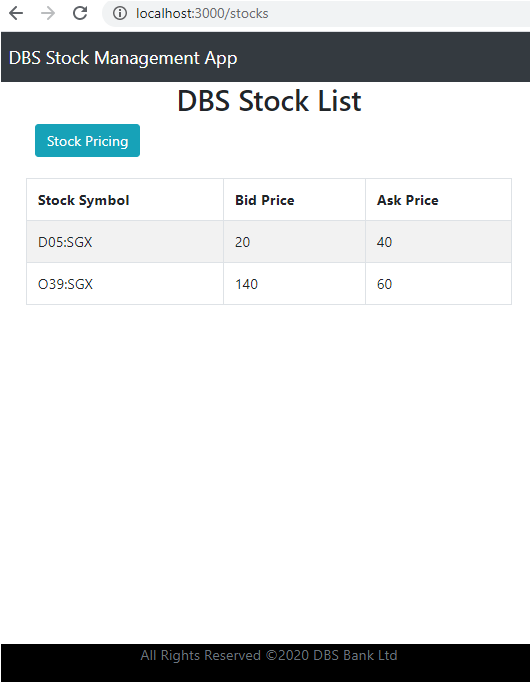 localhost:3000/stocks
DBS Stock Management App
DBS Stock List
Stock Pricing
Stock Symbol Bid Price Ask Price
D05:SGX 20 40
O39:SGX 140 60
All Rights Reserved ©2020 DBS Bank Ltd